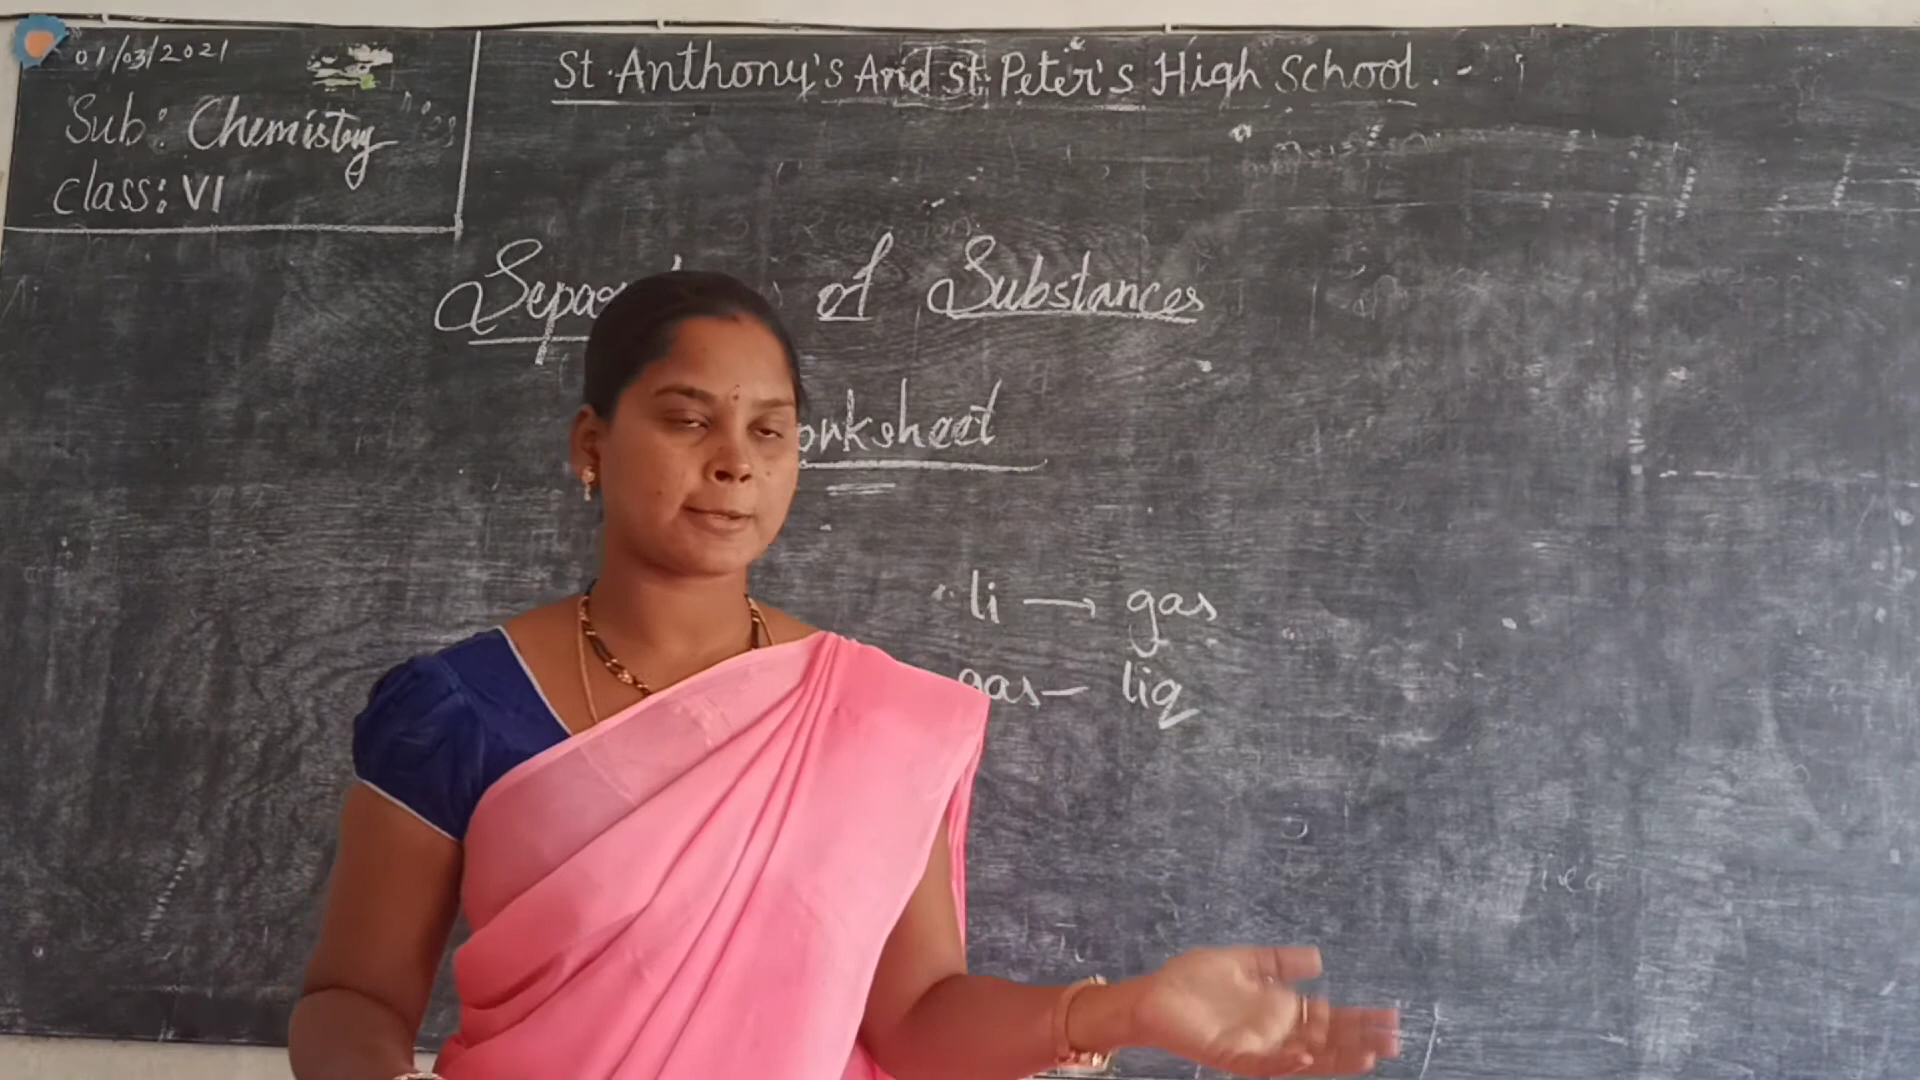 01/03/2021
Sub: Chemistry
class: VI
St. Anthony's And St. Peter's High School.
of Substances
li → gas
gas — liq